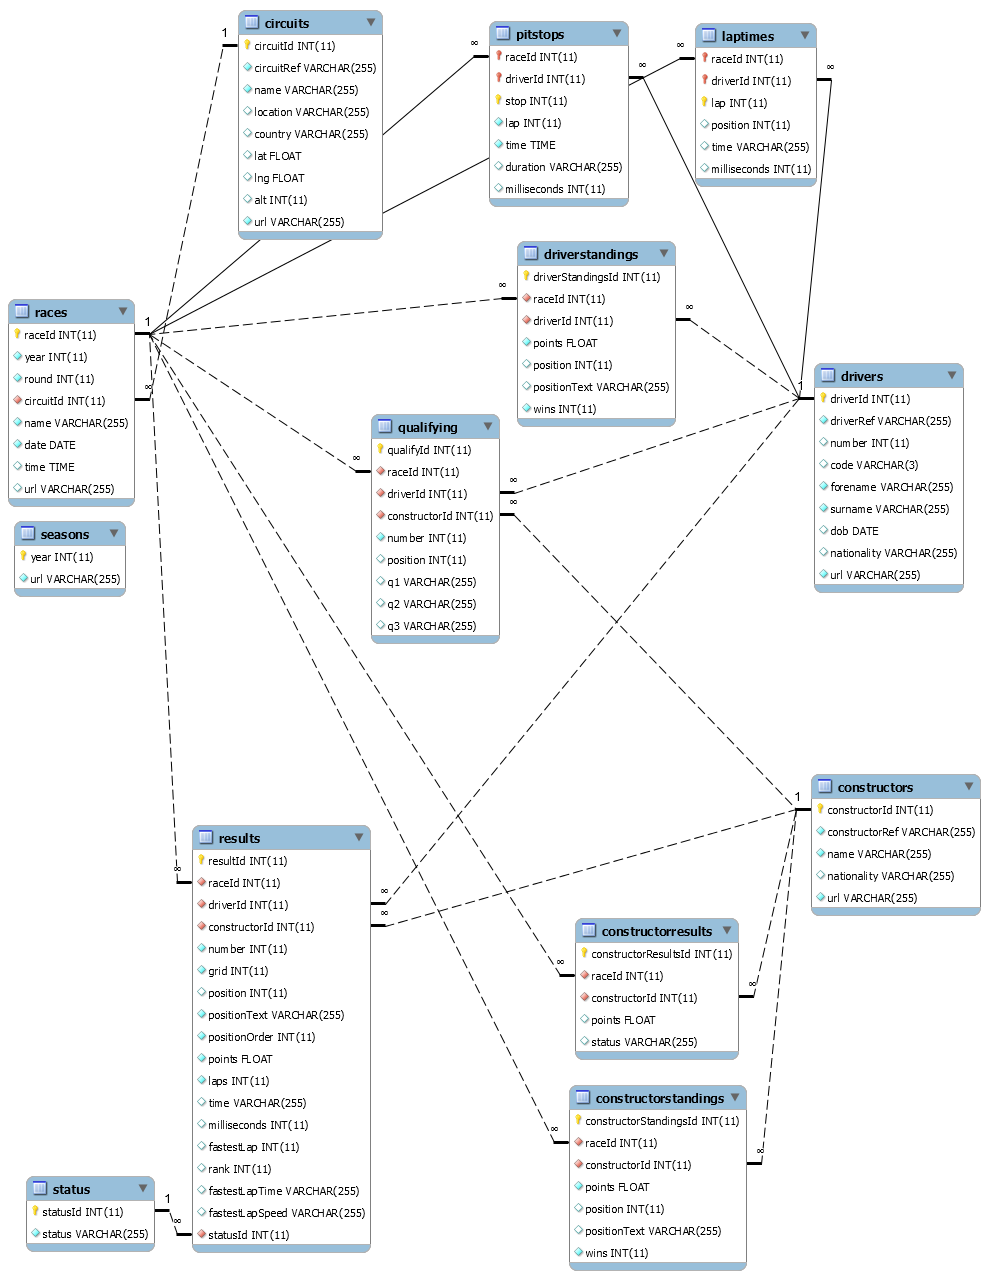 circuits
circuitId INT(11)
circuitRef VARCHAR(255)
name VARCHAR(255)
location VARCHAR(255)
country VARCHAR(255)
lat FLOAT
lng FLOAT
alt INT(11)
url VARCHAR(255)
pitstops
raceId INT(11)
driverId INT(11)
stop INT(11)
lap INT(11)
time TIME
duration VARCHAR(255)
milliseconds INT(11)
laptimes
raceId INT(11)
driverId INT(11)
lap INT(11)
position INT(11)
time VARCHAR(255)
milliseconds INT(11)
1
∞
∞
∞
∞
driverstandings
driverStandingsId INT(11)
raceId INT(11)
driverId INT(11)
points FLOAT
position INT(11)
positionText VARCHAR(255)
wins INT(11)
∞
∞
races
raceId INT(11)
year INT(11)
round INT(11)
circuitId INT(11)
name VARCHAR(255)
date DATE
time TIME
url VARCHAR(255)
1
∞
drivers
driverId INT(11)
driverRef VARCHAR(255)
number INT(11)
code VARCHAR(3)
forename VARCHAR(255)
surname VARCHAR(255)
dob DATE
nationality VARCHAR(255)
url VARCHAR(255)
1
qualifying
qualifyId INT(11)
raceId INT(11)
driverId INT(11)
constructorId INT(11)
number INT(11)
position INT(11)
q1 VARCHAR(255)
q2 VARCHAR(255)
q3 VARCHAR(255)
∞
∞
∞
seasons
year INT(11)
url VARCHAR(255)
constructors
constructorId INT(11)
constructorRef VARCHAR(255)
name VARCHAR(255)
nationality VARCHAR(255)
url VARCHAR(255)
1
results
resultId INT(11)
raceId INT(11)
driverId INT(11)
constructorId INT(11)
number INT(11)
grid INT(11)
position INT(11)
positionText VARCHAR(255)
positionOrder INT(11)
points FLOAT
laps INT(11)
time VARCHAR(255)
milliseconds INT(11)
fastestLap INT(11)
rank INT(11)
fastestLapTime VARCHAR(255)
fastestLapSpeed VARCHAR(255)
statusId INT(11)
∞
∞
∞
constructorresults
constructorResultsId INT(11)
raceId INT(11)
constructorId INT(11)
points FLOAT
status VARCHAR(255)
∞
∞
constructorstandings
constructorStandingsId INT(11)
raceId INT(11)
constructorId INT(11)
points FLOAT
position INT(11)
positionText VARCHAR(255)
wins INT(11)
∞
∞
status
statusId INT(11)
status VARCHAR(255)
1
∞